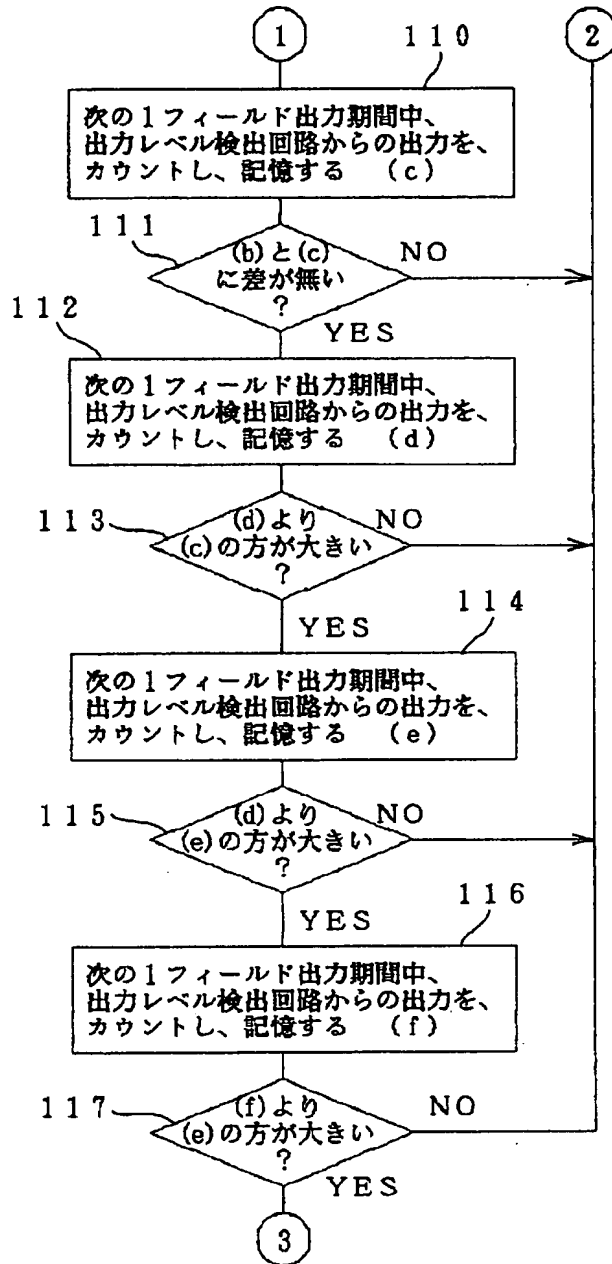 1
2
110
次の1フィールド出力期間中、
出力レベル検出回路からの出力を、
カウントし、記憶する (c)
111
(b)と(c)
に差が無い
?
NO
YES
112
次の1フィールド出力期間中、
出力レベル検出回路からの出力を、
カウントし、記憶する (d)
113
(d)より
(c)の方が大きい
?
NO
YES
114
次の1フィールド出力期間中、
出力レベル検出回路からの出力を、
カウントし、記憶する (e)
115
(d)より
(e)の方が大きい
?
NO
YES
116
次の1フィールド出力期間中、
出力レベル検出回路からの出力を、
カウントし、記憶する (f)
117
(f)より
(e)の方が大きい
?
NO
YES
3